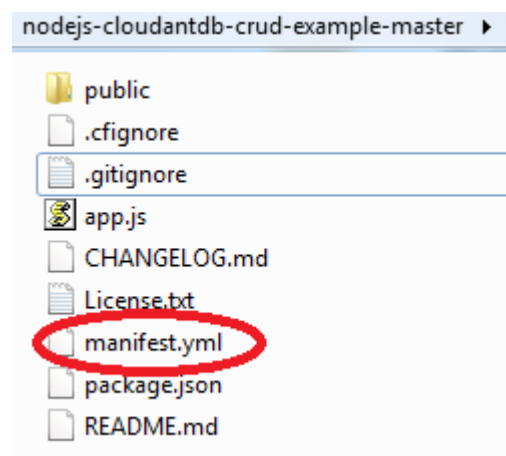 nodejs-cloudantdb-crud-example-master
public
.cfignore
.gitignore
app.js
CHANGELOG.md
License.txt
manifest.yml
package.json
README.md